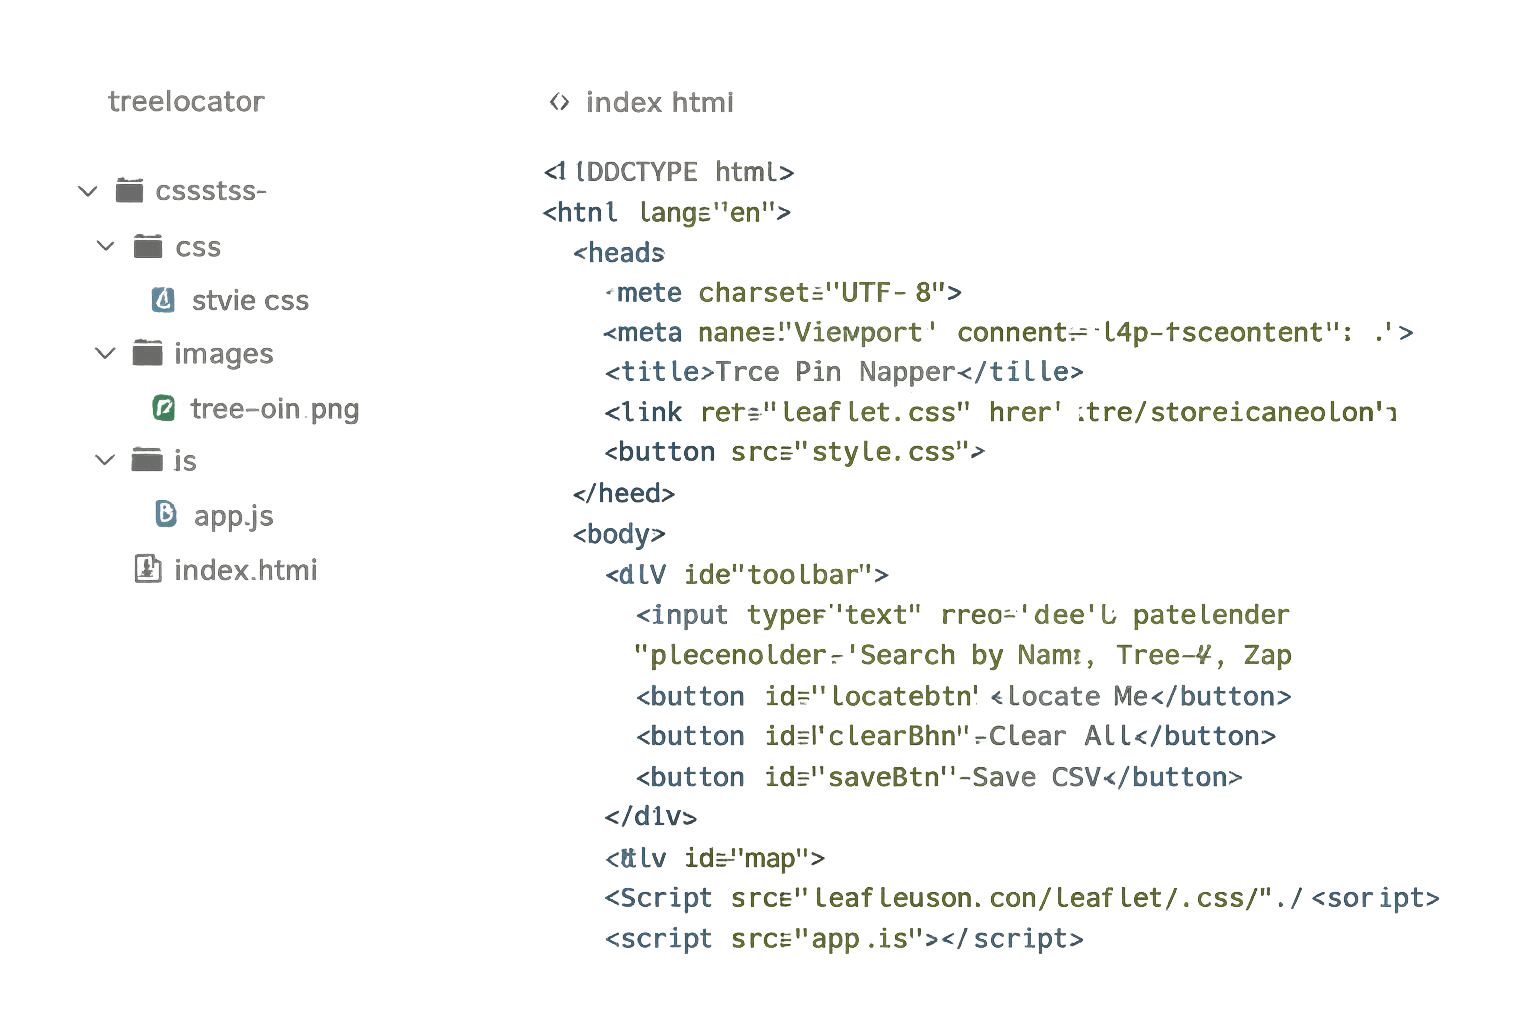 treelocator
cssstss-
css
stvie css
images
tree-oin.png
is
app.js
index.htmi
<> index htmi
<1 (DDCTYPE html>
<htnl lang="en">
<heads
mete charset="UTF- 8">
<meta nane="Viewport' connent=-'l4p-fsceontent": .'>
<title>Trce Pin Napper</tille>
<link ret="leaflet.css" hrer' :tre/storeicaneolon'
<button src="style.css">
</heed>
<body>
<dlV ide"toolbar">
<input typer"text" rreo='dee'l patelender
"plecenolder.-'Search by Nam:, Tree-4, Zap
<button id="locatebtn' <locate Me</button>
<button id="clearBhn"-Clear All</button>
<button id="saveBtn"-Save CSV</button>
</d1v>
<dlv id="map">
<Script src="leafleuson.con/leaflet/.css/"./<soript>
<script src="app.is"></script>